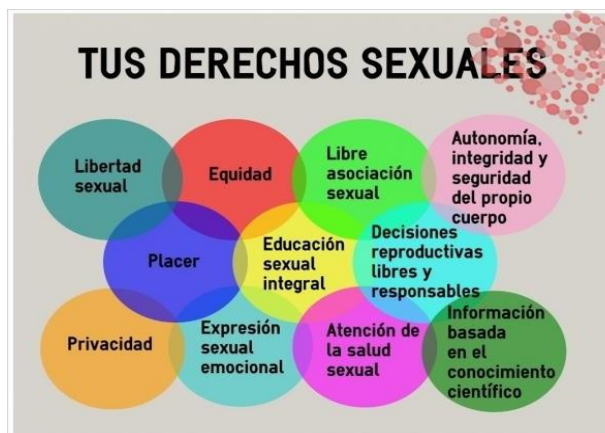 TUS DERECHOS SEXUALES
Libertad
sexual
Equidad
Libre
asociación
sexual
Autonomía,
integridad y
seguridad
del propio
cuerpo
Placer
Educación
sexual
integral
Decisiones
reproductivas
libres y
responsables
Privacidad
Expresión
sexual
emocional
Atención de
la salud
sexual
Información
basada
en el
conocimiento
científico